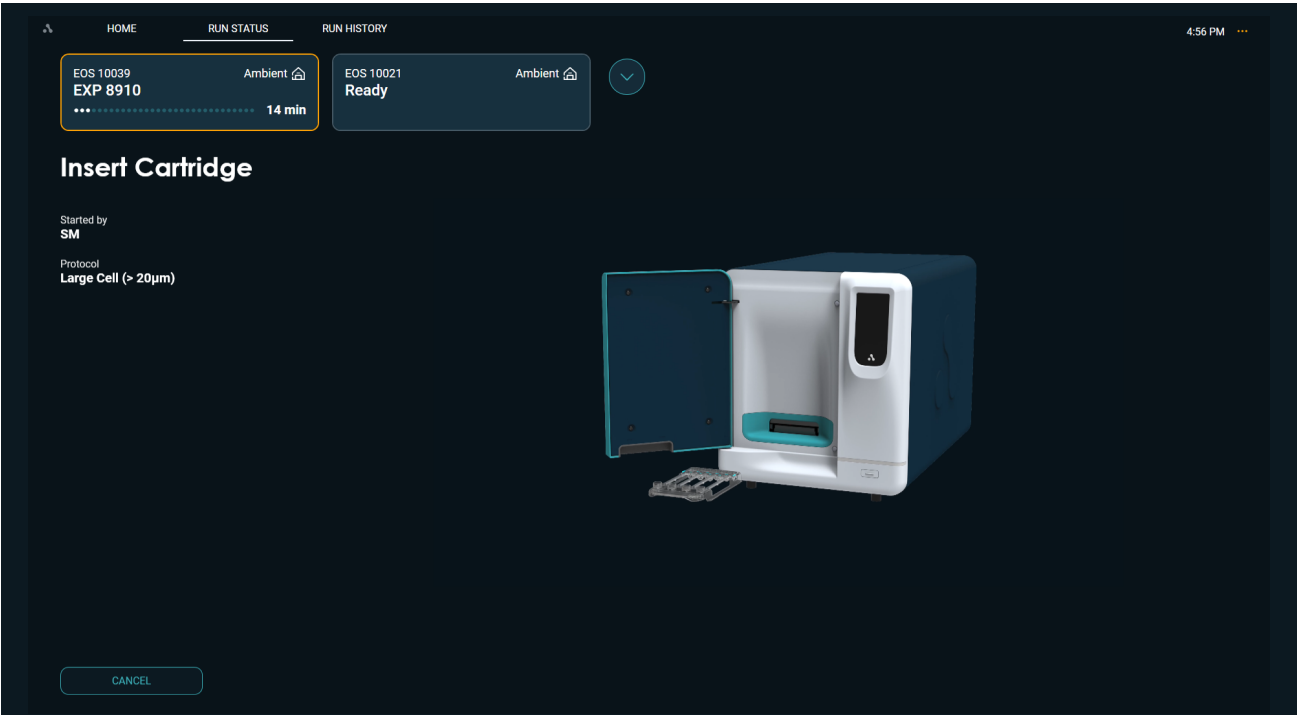 HOME
RUN STATUS
RUN HISTORY
4:56 PM
EOS 10039
Ambient
EXP 8910
14 min
EOS 10021
Ambient
Ready
Insert Cartridge
Started by
SM
Protocol
Large Cell (> 20µm)
CANCEL